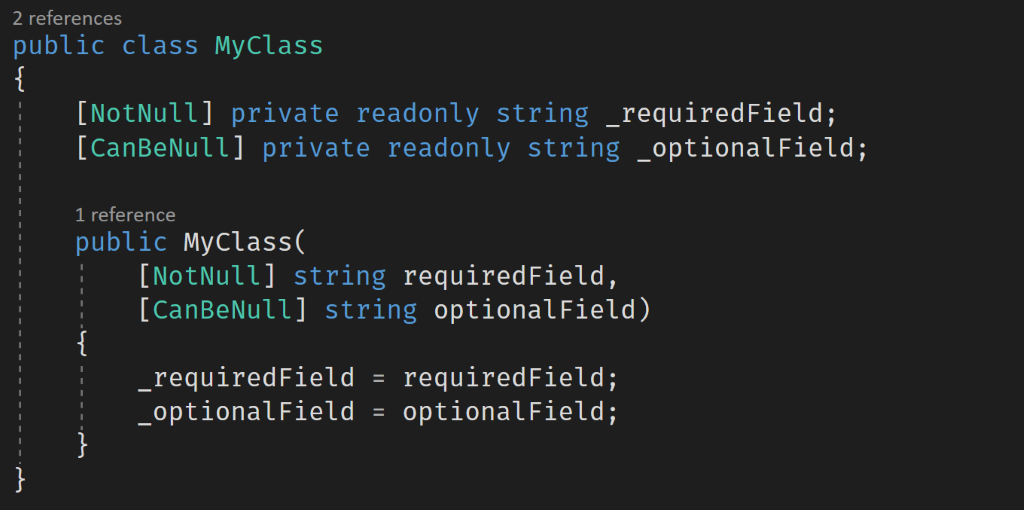 2 references
public class MyClass
{
[NotNull] private readonly string _requiredField;
[CanBeNull] private readonly string _optionalField;
1 reference
public MyClass(
[NotNull] string requiredField,
[CanBeNull] string optionalField)
{
_requiredField = requiredField;
_optionalField = optionalField;
}
}